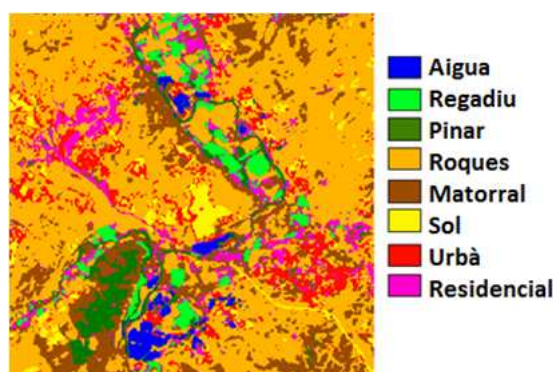 Aigua
Regadiu
Pinar
Roques
Matorral
Sol
Urbà
Residencial